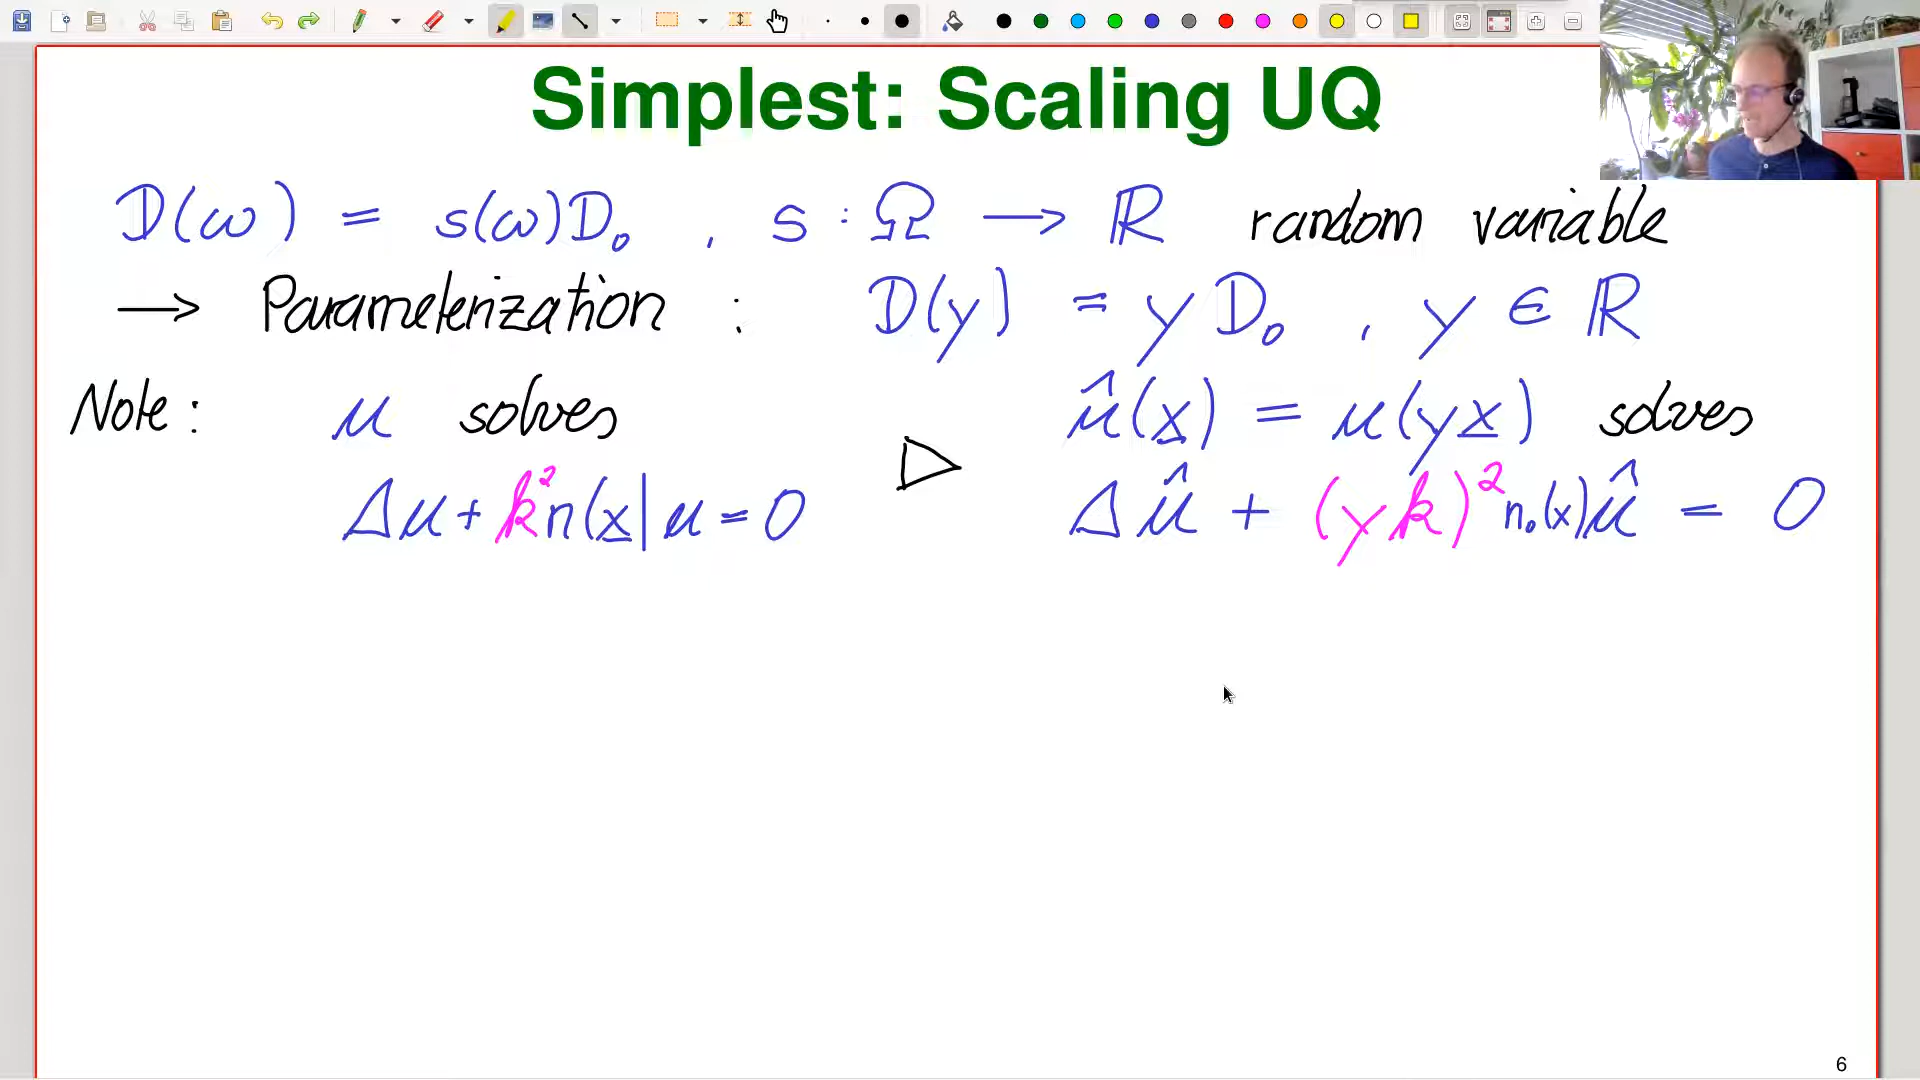 Simplest: Scaling UQ
D(ω) = s(ω)D₀ , s : Ω → ℝ random variable
→ Parameterization : D(y) = y D₀ , y ∈ ℝ
Note: u solves ▷ û(x) = u(yx) solves
Δu + k²n(x)u = 0 Δû + (yk)²n₀(x)û = 0
6